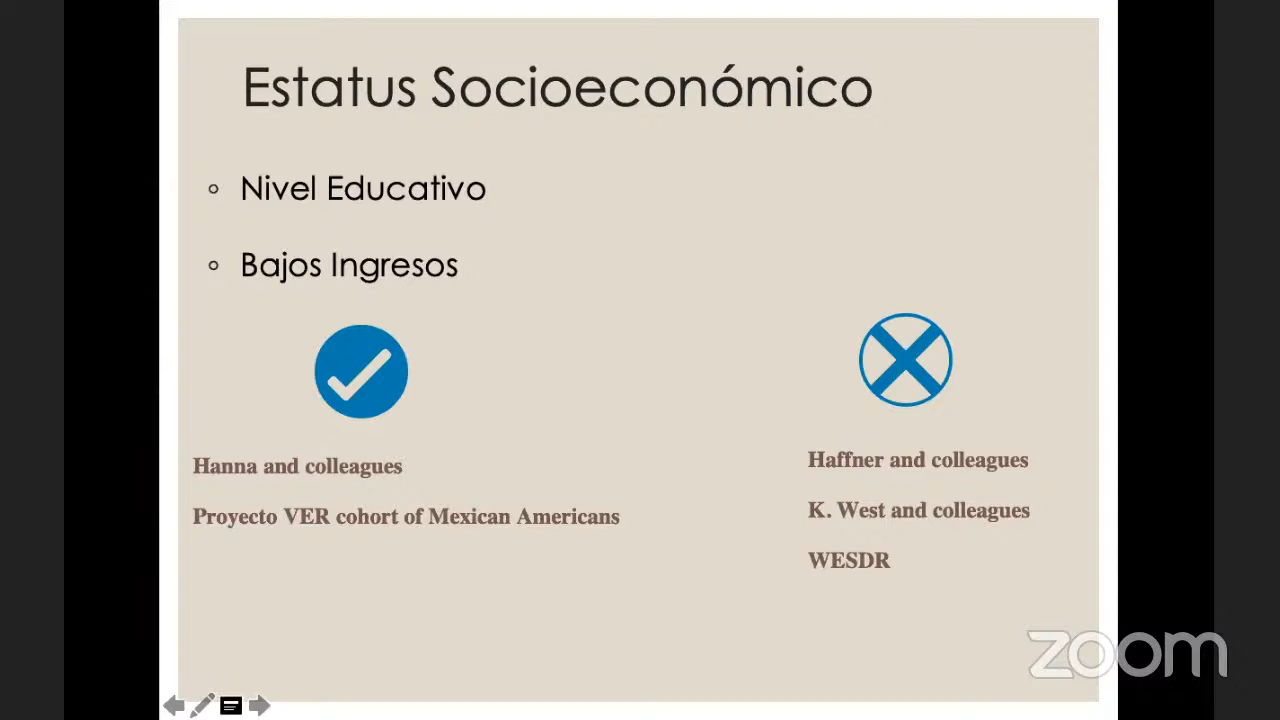 Estatus Socioeconómico
Nivel Educativo
Bajos Ingresos
Hanna and colleagues
Proyecto VER cohort of Mexican Americans
Haffner and colleagues
K. West and colleagues
WESDR
zoom